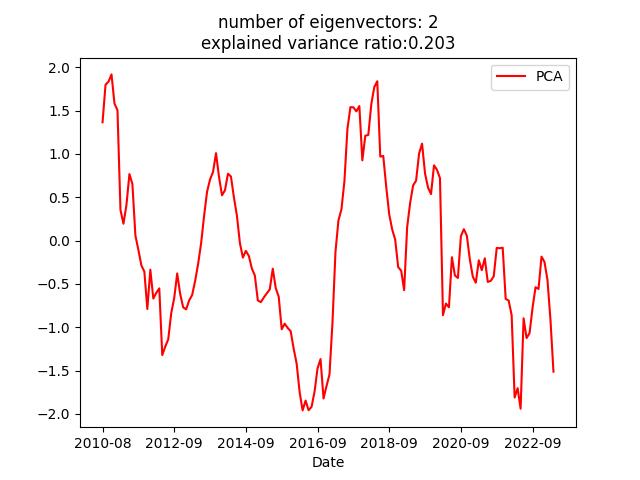 number of eigenvectors: 2
explained variance ratio:0.203
PCA
2.0
1.5
1.0
0.5
0.0
−0.5
−1.0
−1.5
−2.0
2010-08 2012-09 2014-09 2016-09 2018-09 2020-09 2022-09
Date